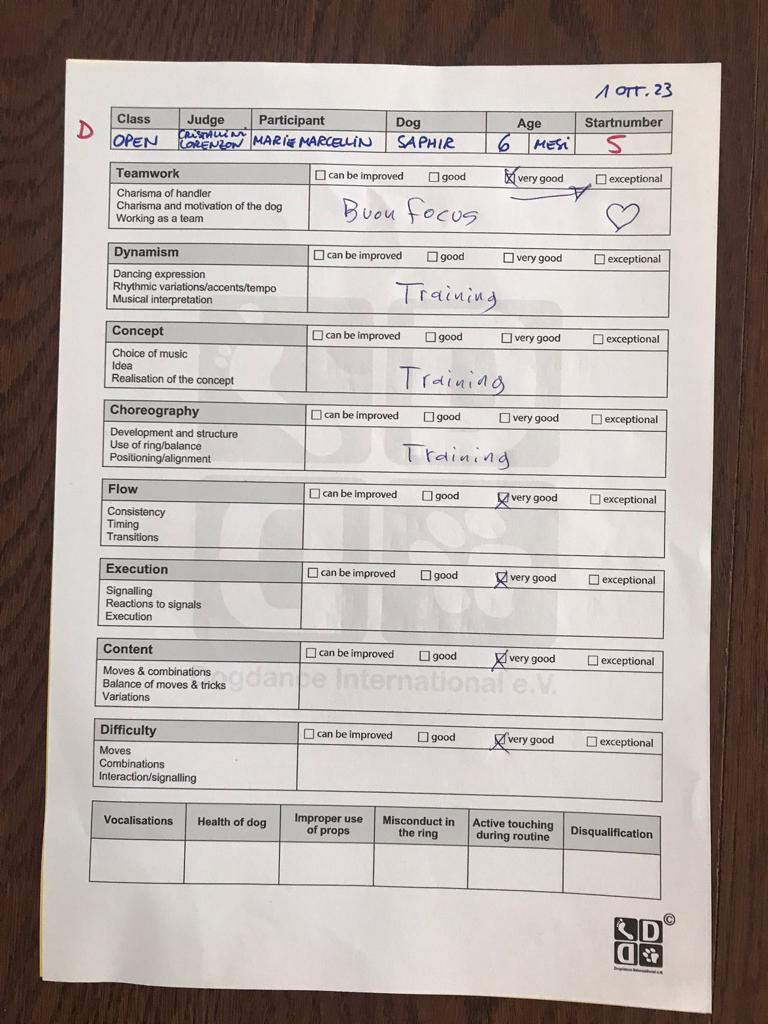 1 OTT. 23
D
Class Judge Participant Dog Age Startnumber
OPEN CRISTALLINI LORENZON MARIE MARCELLIN SAPHIR 6 MESI 5
Teamwork ☐ can be improved ☐ good ☒ very good ☐ exceptional
Charisma of handler
Charisma and motivation of the dog
Working as a team
Buon focus ♡
Dynamism ☐ can be improved ☐ good ☐ very good ☐ exceptional
Dancing expression
Rhythmic variations/accents/tempo
Musical interpretation
Training
Concept ☐ can be improved ☐ good ☐ very good ☐ exceptional
Choice of music
Idea
Realisation of the concept
Training
Choreography ☐ can be improved ☐ good ☐ very good ☐ exceptional
Development and structure
Use of ring/balance
Positioning/alignment
Training
Flow ☐ can be improved ☐ good ☒ very good ☐ exceptional
Consistency
Timing
Transitions
Execution ☐ can be improved ☐ good ☒ very good ☐ exceptional
Signalling
Reactions to signals
Execution
Content ☐ can be improved ☐ good ☒ very good ☐ exceptional
Moves & combinations
Balance of moves & tricks
Variations
Dogdance International e.V.
Difficulty ☐ can be improved ☐ good ☒ very good ☐ exceptional
Moves
Combinations
Interaction/signalling
Vocalisations Health of dog Improper use of props Misconduct in the ring Active touching during routine Disqualification
©
D
D
Dogdance International e.V.